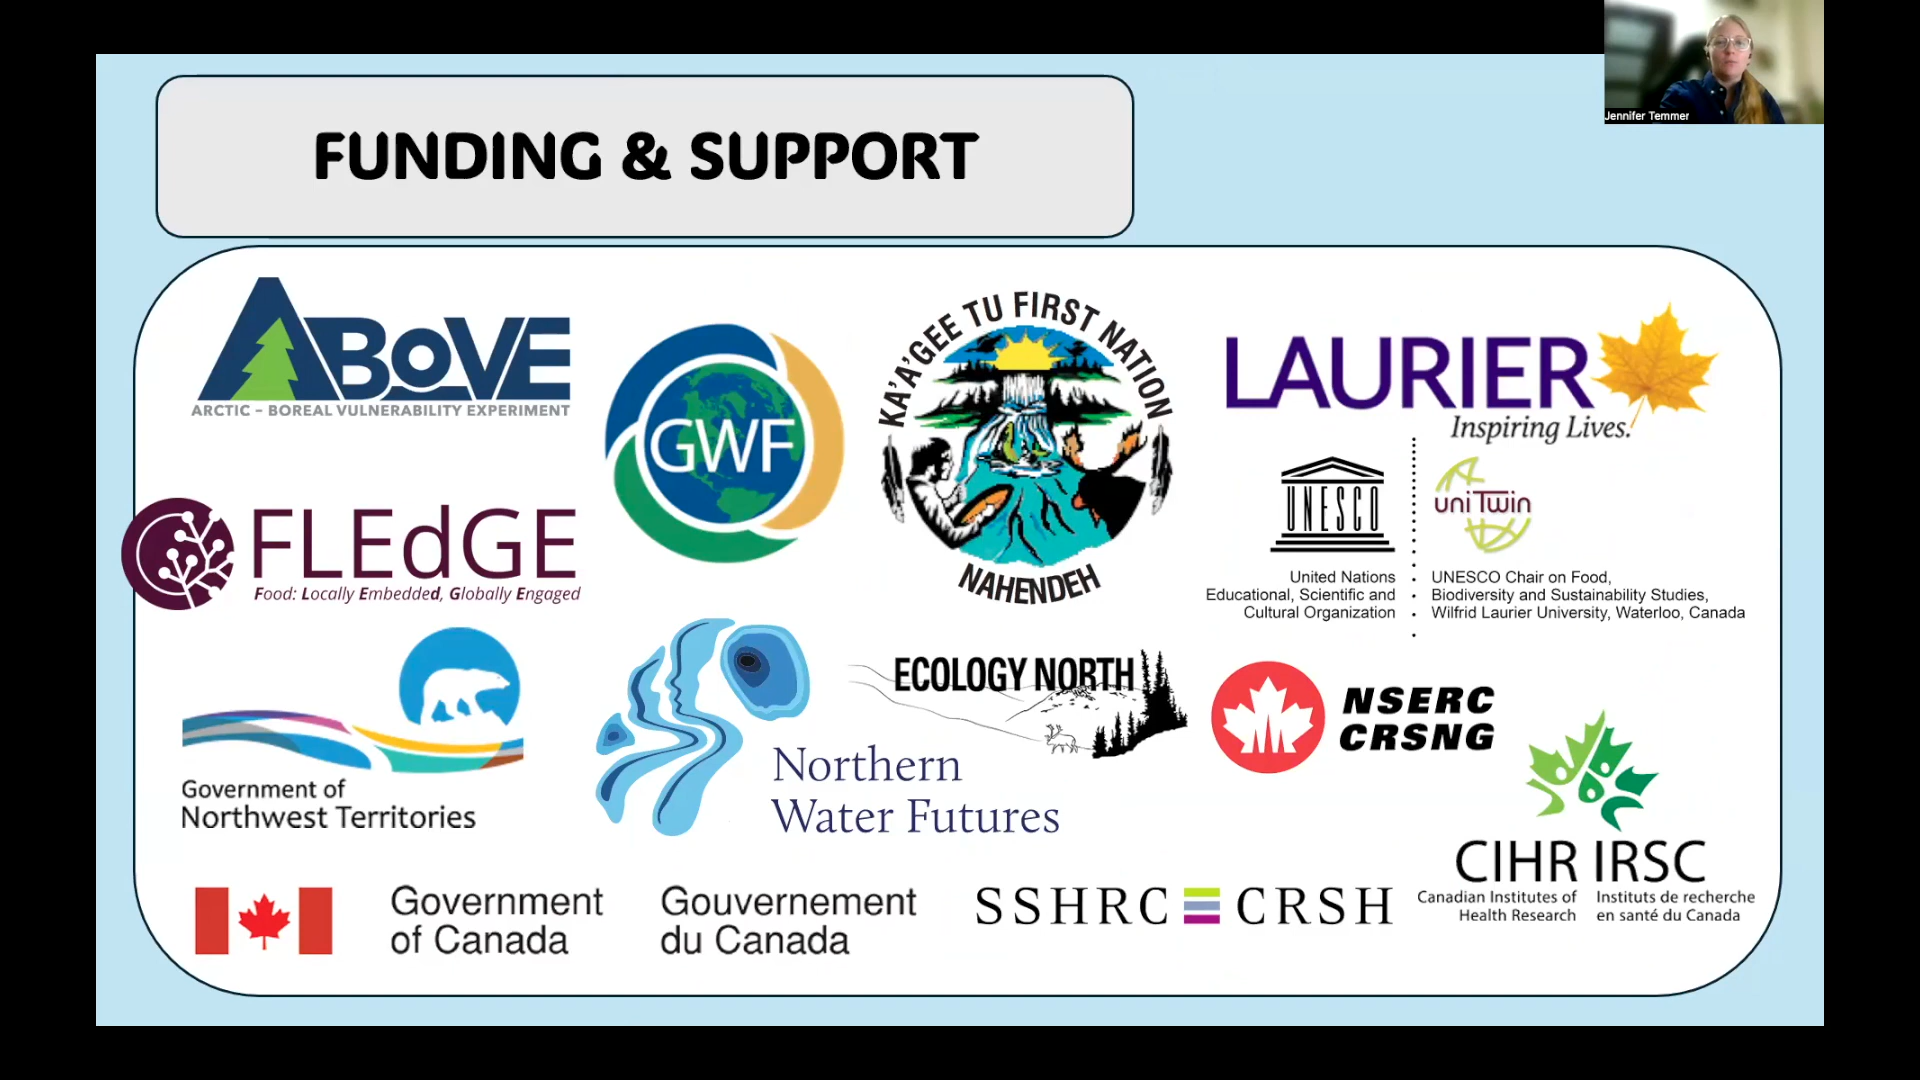 Jennifer Temmer
FUNDING & SUPPORT
ABoVE
ARCTIC - BOREAL VULNERABILITY EXPERIMENT
GWF
KA'A'GEE TU FIRST NATION
NAHENDEH
LAURIER
Inspiring Lives.
FLEdGE
Food: Locally Embedded, Globally Engaged
UNESCO
United Nations
Educational, Scientific and
Cultural Organization
uniTwin
UNESCO Chair on Food,
Biodiversity and Sustainability Studies,
Wilfrid Laurier University, Waterloo, Canada
Government of
Northwest Territories
Northern
Water Futures
ECOLOGY NORTH
NSERC
CRSNG
CIHR IRSC
Canadian Institutes of
Health Research
Instituts de recherche
en santé du Canada
Government
of Canada
Gouvernement
du Canada
SSHRC CRSH